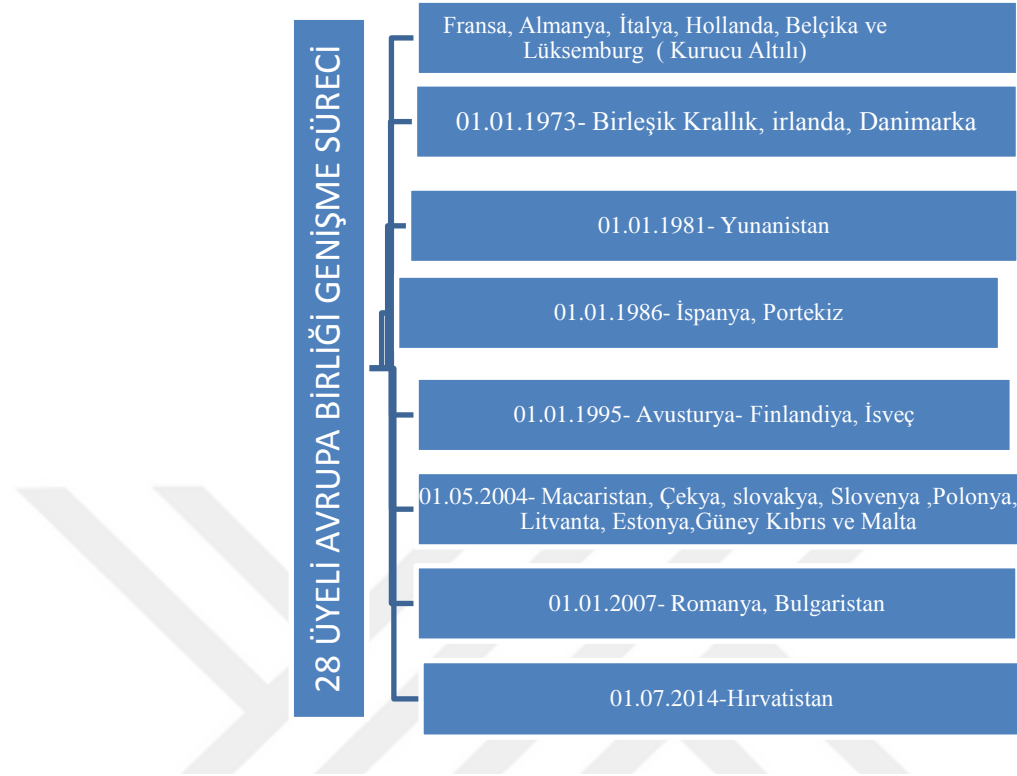 28 ÜYELİ AVRUPA BİRLİĞİ GENİŞME SÜRECİ
Fransa, Almanya, İtalya, Hollanda, Belçika ve
Lüksemburg ( Kurucu Altılı)
01.01.1973- Birleşik Krallık, irlanda, Danimarka
01.01.1981- Yunanistan
01.01.1986- İspanya, Portekiz
01.01.1995- Avusturya- Finlandiya, İsveç
01.05.2004- Macaristan, Çekya, slovakya, Slovenya ,Polonya,
Litvanta, Estonya,Güney Kıbrıs ve Malta
01.01.2007- Romanya, Bulgaristan
01.07.2014-Hırvatistan